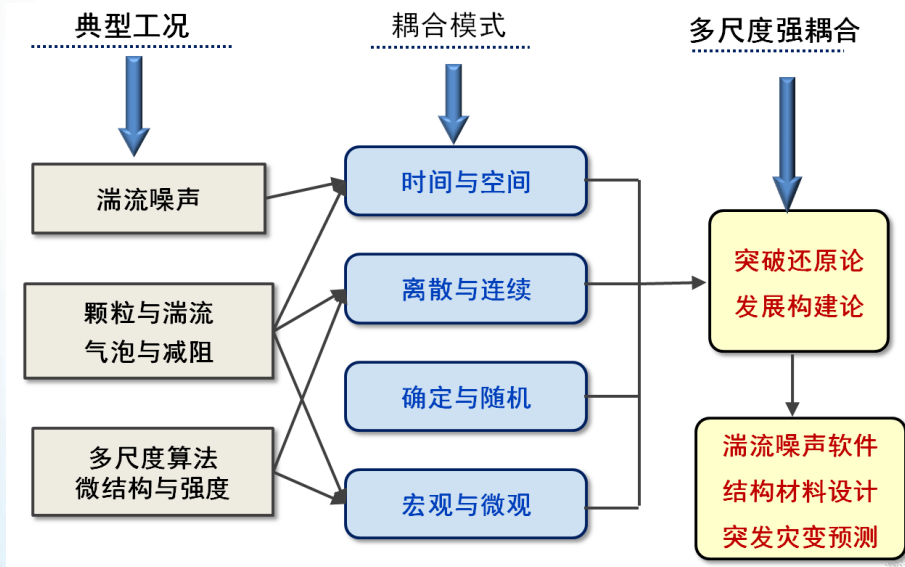 典型工况
耦合模式
多尺度强耦合
湍流噪声
颗粒与湍流
气泡与减阻
多尺度算法
微结构与强度
时间与空间
离散与连续
确定与随机
宏观与微观
突破还原论
发展构建论
湍流噪声软件
结构材料设计
突发灾变预测